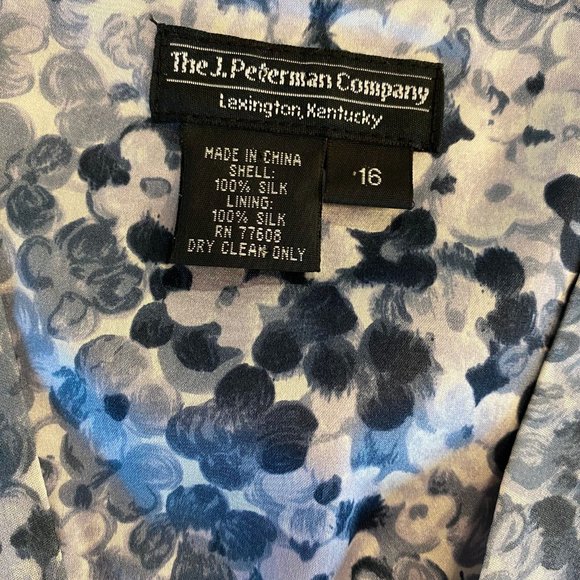 The J. Peterman Company
Lexington, Kentucky
MADE IN CHINA
SHELL:
100% SILK
LINING:
100% SILK
RN 77608
DRY CLEAN ONLY
16